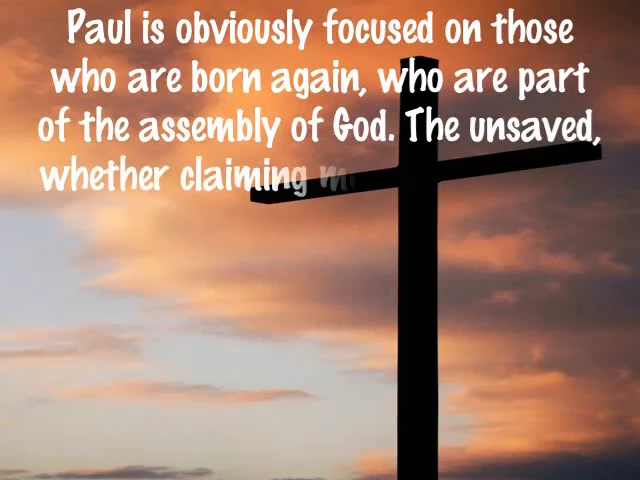 Paul is obviously focused on those
who are born again, who are part
of the assembly of God. The unsaved,
whether claiming